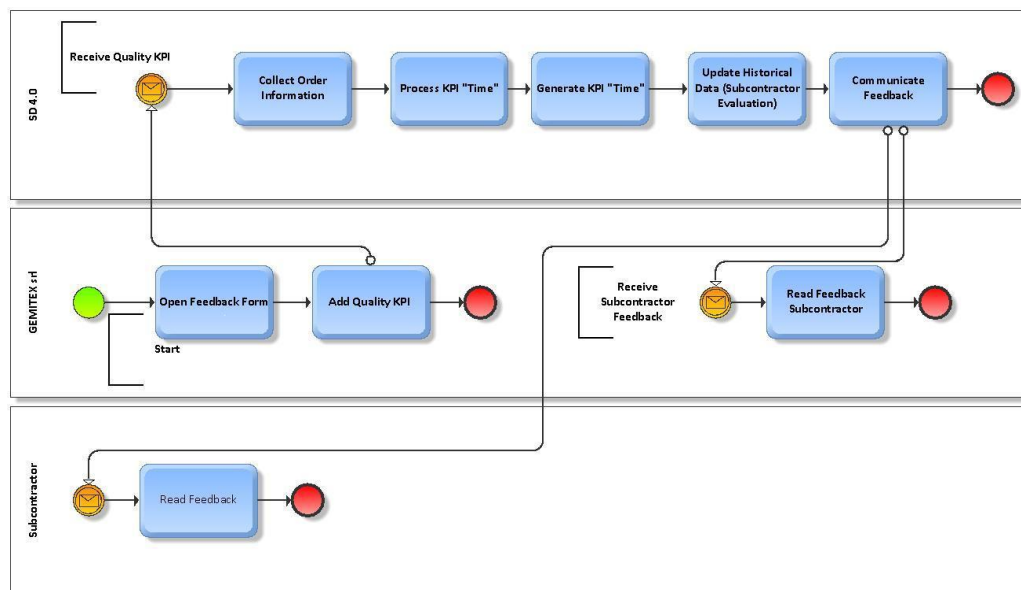 SD 4.0
Receive Quality KPI
Collect Order
Information
Process KPI "Time"
Generate KPI "Time"
Update Historical
Data (Subcontractor
Evaluation)
Communicate
Feedback
GEMITEX srl
Open Feedback Form
Start
Add Quality KPI
Receive
Subcontractor
Feedback
Read Feedback
Subcontractor
Subcontractor
Read Feedback